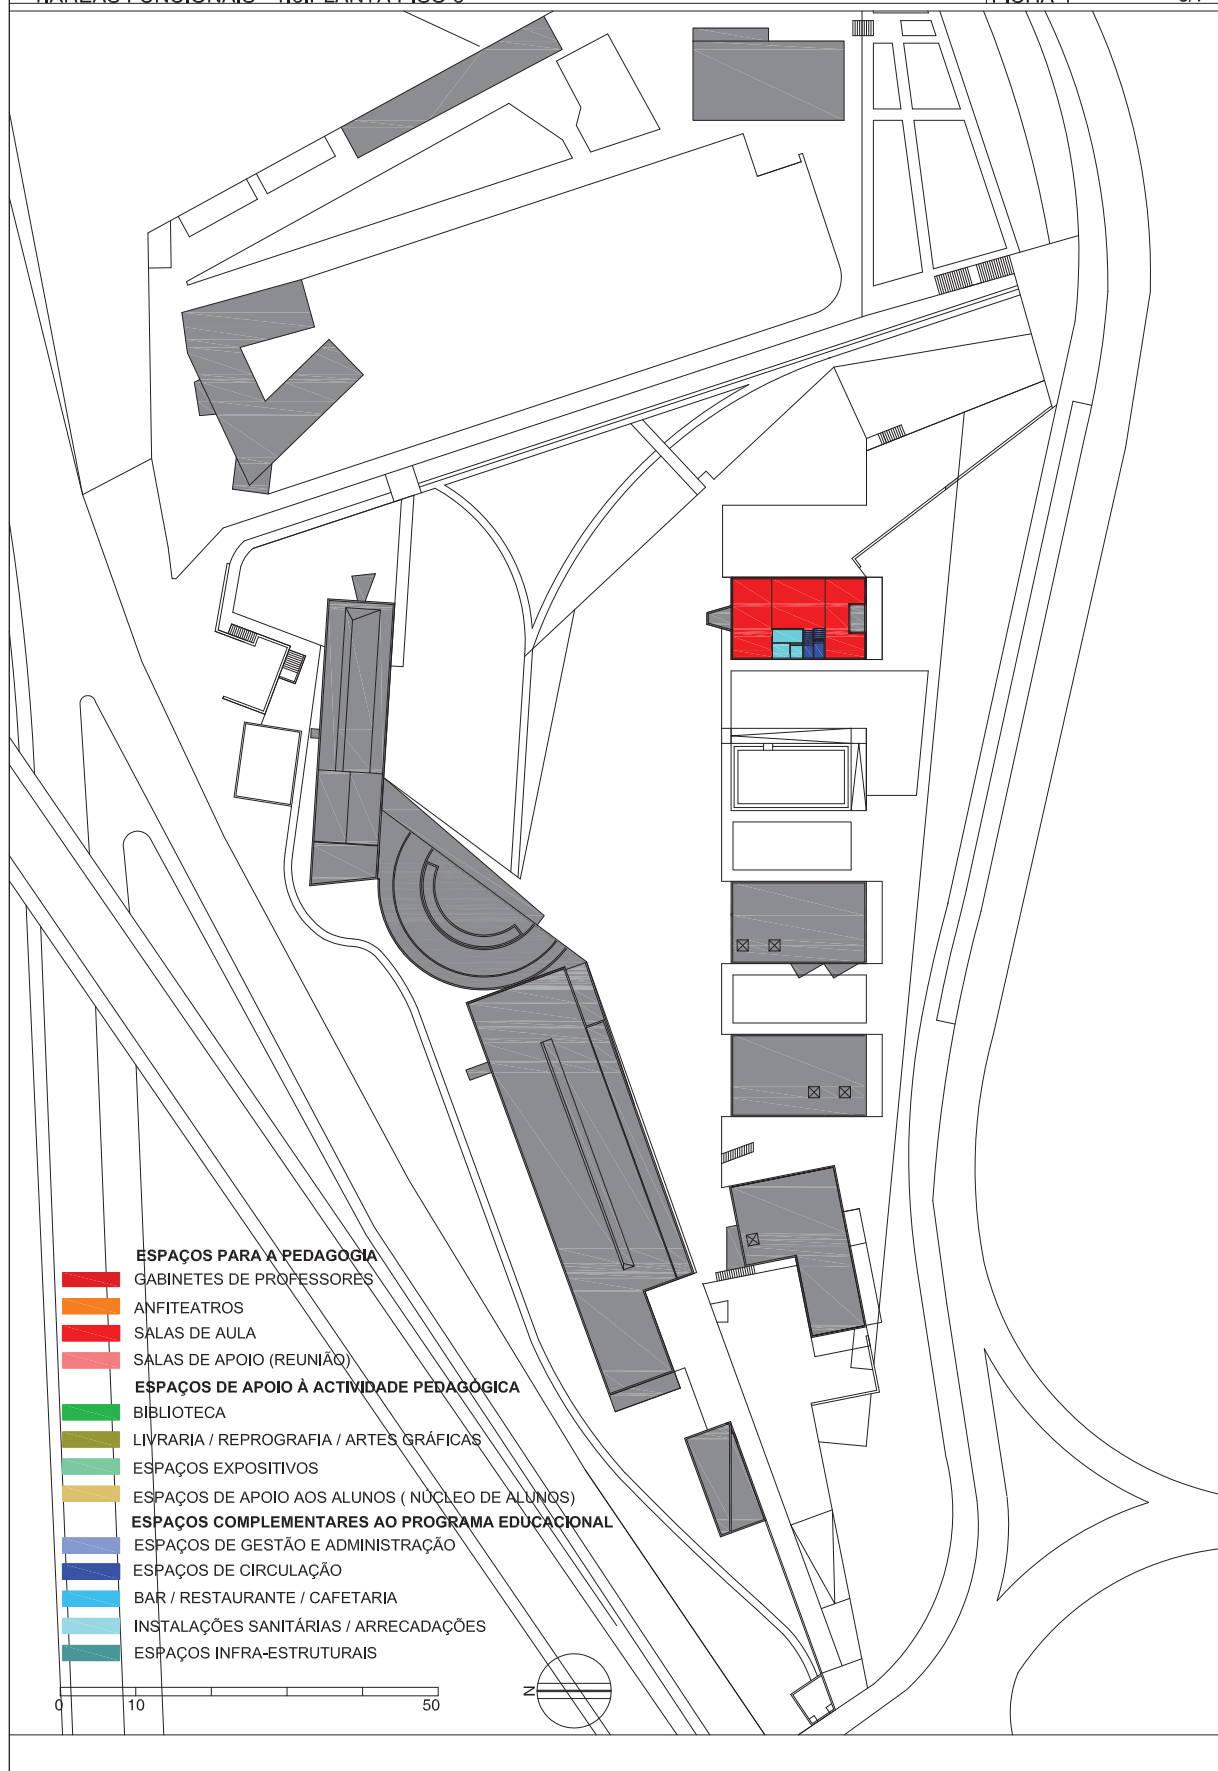 ESPAÇOS PARA A PEDAGOGIA
GABINETES DE PROFESSORES
ANFITEATROS
SALAS DE AULA
SALAS DE APOIO (REUNIÃO)
ESPAÇOS DE APOIO À ACTIVIDADE PEDAGÓGICA
BIBLIOTECA
LIVRARIA / REPROGRAFIA / ARTES GRÁFICAS
ESPAÇOS EXPOSITIVOS
ESPAÇOS DE APOIO AOS ALUNOS ( NÚCLEO DE ALUNOS)
ESPAÇOS COMPLEMENTARES AO PROGRAMA EDUCACIONAL
ESPAÇOS DE GESTÃO E ADMINISTRAÇÃO
ESPAÇOS DE CIRCULAÇÃO
BAR / RESTAURANTE / CAFETARIA
INSTALAÇÕES SANITÁRIAS / ARRECADAÇÕES
ESPAÇOS INFRA-ESTRUTURAIS
0 10 50
N